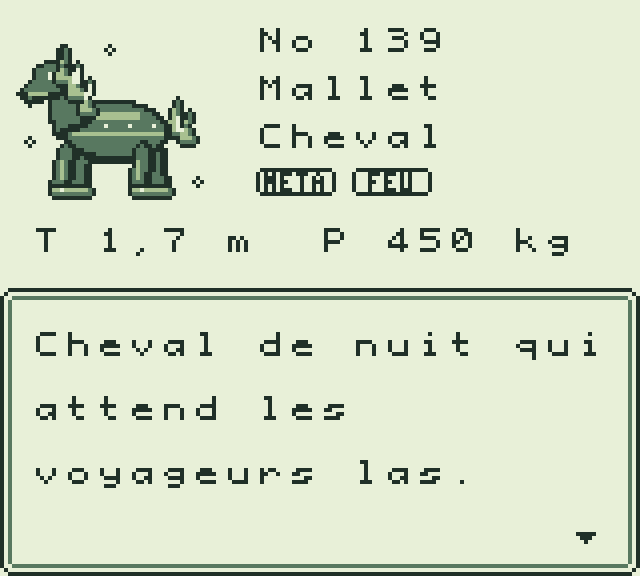 No 139
Mallet
Cheval
META FEU
T 1,7 m P 450 kg
Cheval de nuit qui
attend les
voyageurs las.